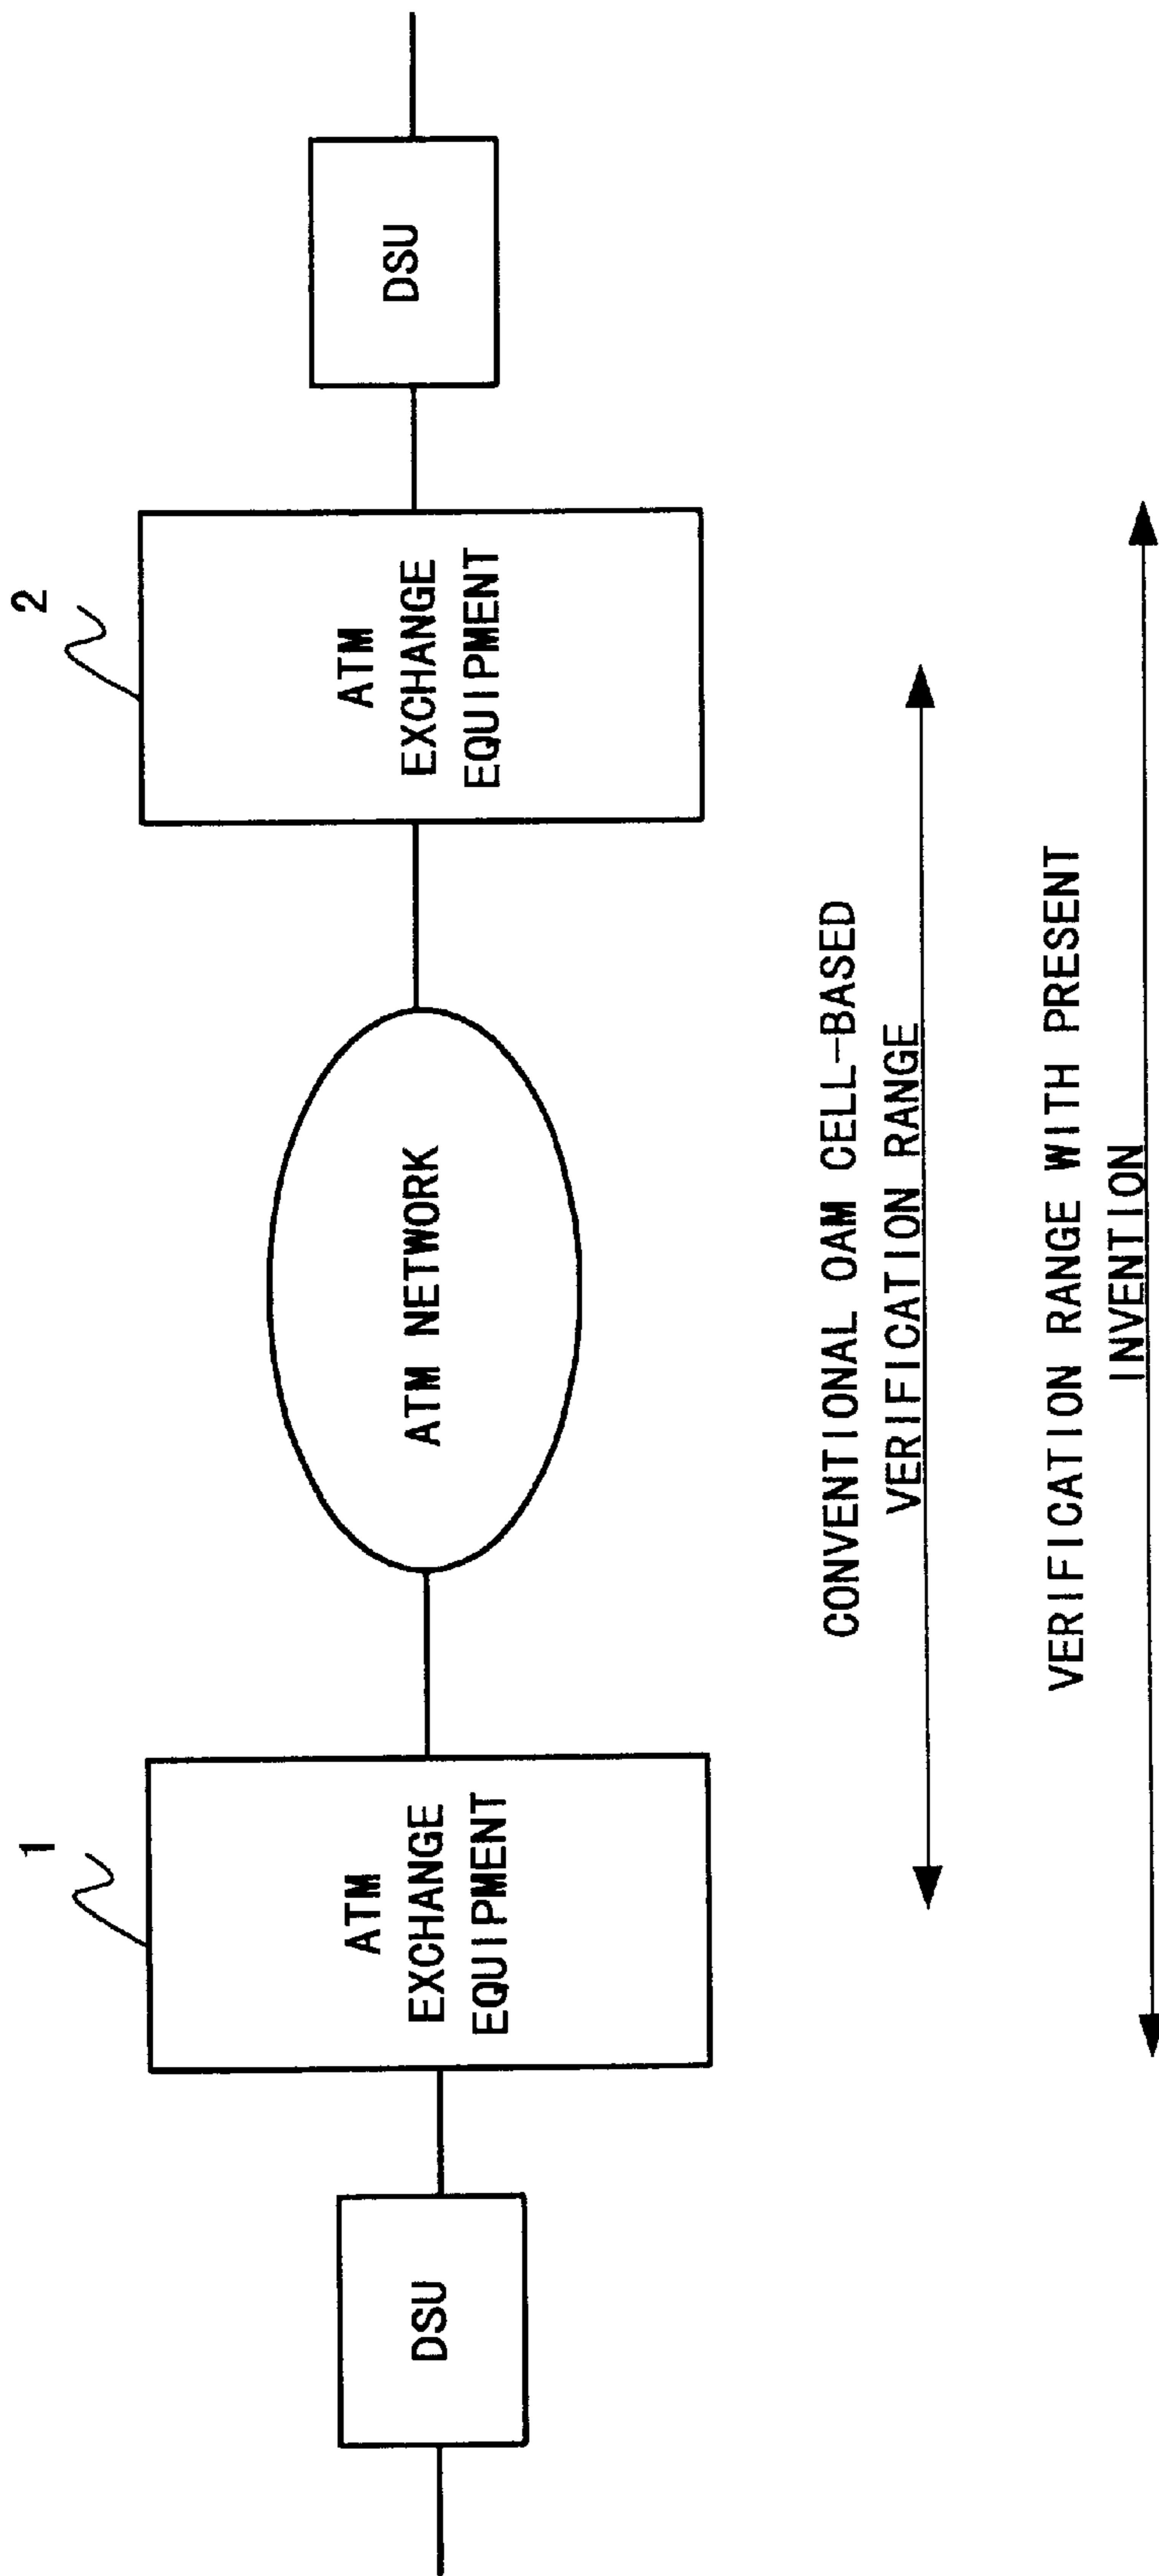 1
2
DSU
ATM
EXCHANGE
EQUIPMENT
ATM NETWORK
ATM
EXCHANGE
EQUIPMENT
DSU
CONVENTIONAL OAM CELL-BASED
VERIFICATION RANGE
VERIFICATION RANGE WITH PRESENT
INVENTION